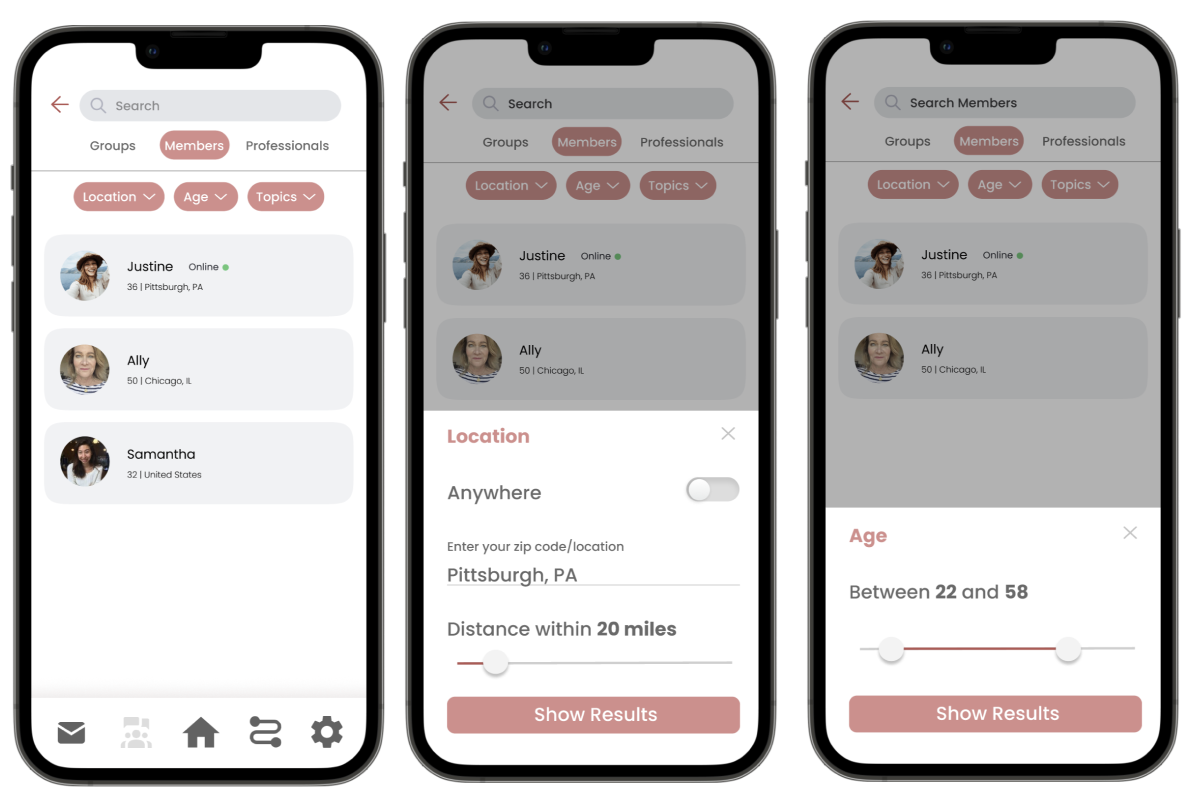 Search
Groups Members Professionals
Location Age Topics
Justine Online
36 | Pittsburgh, PA
Ally
50 | Chicago, IL
Samantha
32 | United States
Search
Groups Members Professionals
Location Age Topics
Justine Online
36 | Pittsburgh, PA
Ally
50 | Chicago, IL
Location
Anywhere
Enter your zip code/location
Pittsburgh, PA
Distance within 20 miles
Show Results
Search Members
Groups Members Professionals
Location Age Topics
Justine Online
36 | Pittsburgh, PA
Ally
50 | Chicago, IL
Age
Between 22 and 58
Show Results